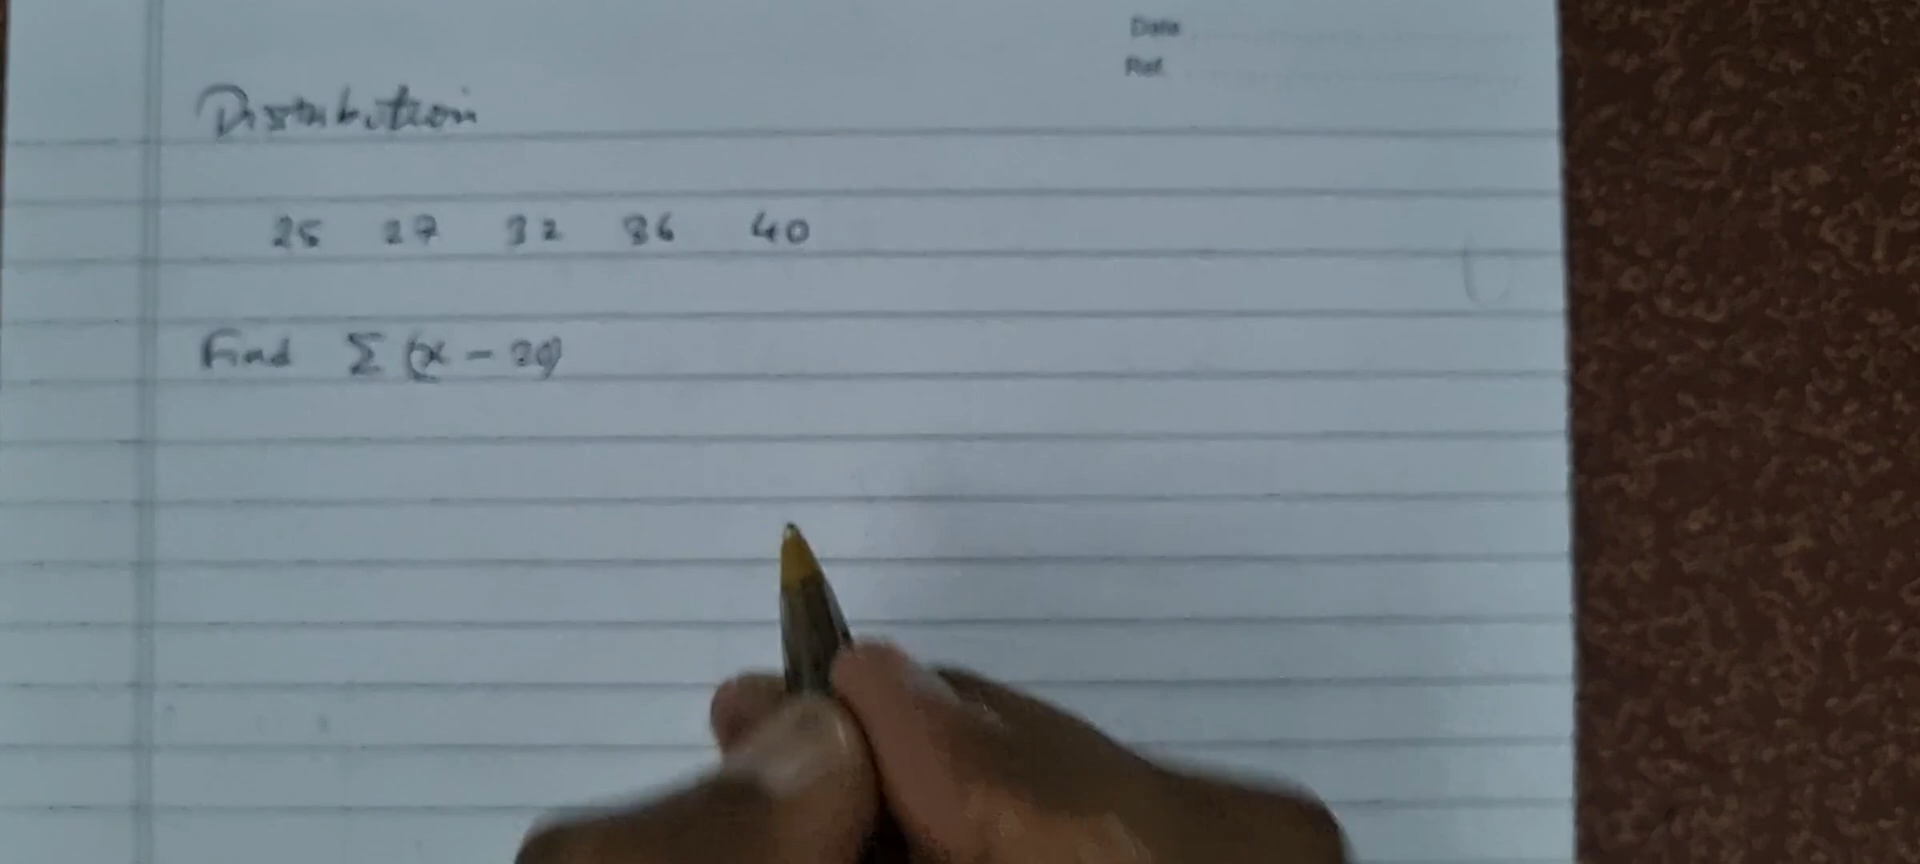 Date
Ref.
Distribution
25 27 32 36 40
Find Σ (x - 30)